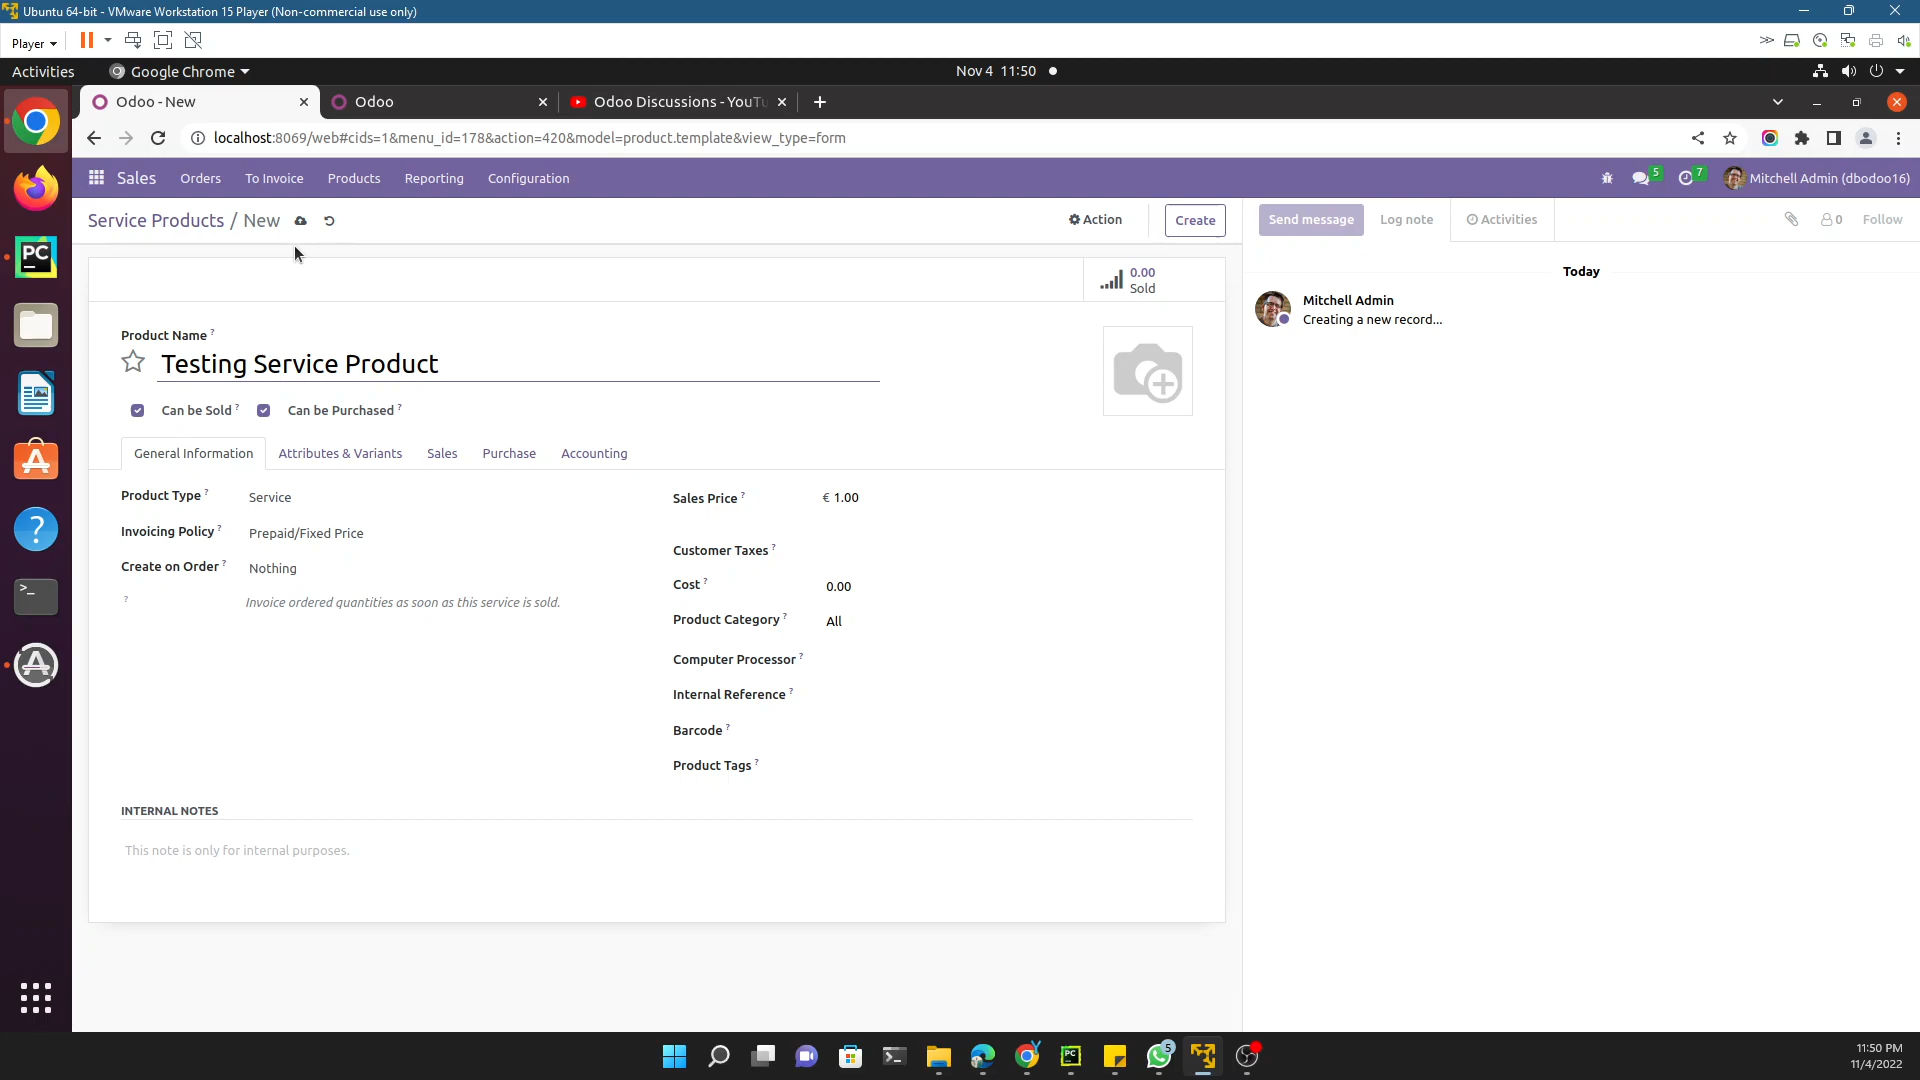 Ubuntu 64-bit - VMware Workstation 15 Player (Non-commercial use only)
Player
Activities
Google Chrome
Nov 4 11:50
Odoo - New
Odoo
Odoo Discussions - YouTu
localhost:8069/web#cids=1&menu_id=178&action=420&model=product.template&view_type=form
Sales
Orders
To Invoice
Products
Reporting
Configuration
5
7
Mitchell Admin (dbodoo16)
Service Products / New
Action
Create
Send message
Log note
Activities
0
Follow
0.00
Sold
Today
Mitchell Admin
Creating a new record...
Product Name ?
Testing Service Product
Can be Sold ?
Can be Purchased ?
General Information
Attributes & Variants
Sales
Purchase
Accounting
Product Type ? Service
Invoicing Policy ? Prepaid/Fixed Price
Create on Order ? Nothing
? Invoice ordered quantities as soon as this service is sold.
Sales Price ? € 1.00
Customer Taxes ?
Cost ? 0.00
Product Category ? All
Computer Processor ?
Internal Reference ?
Barcode ?
Product Tags ?
INTERNAL NOTES
This note is only for internal purposes.
PC
?
>_
PC
5
11:50 PM
11/4/2022